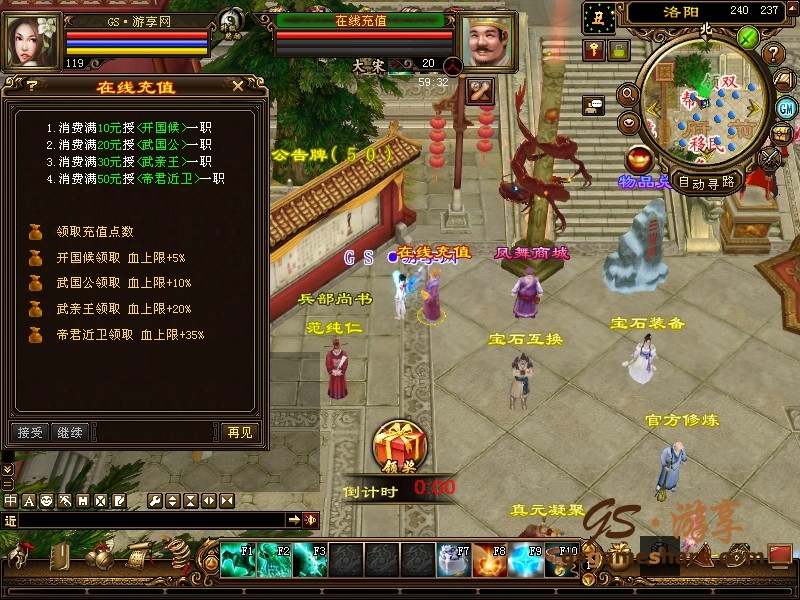 GS·游享网
119
在线充值
大宋
20
59:32
丑
洛阳
240 237
北
GM
自动寻路
在线充值
1.消费满10元授<开国候>一职
2.消费满20元授<武国公>一职
3.消费满30元授<武亲王>一职
4.消费满50元授<帝君近卫>一职
领取充值点数
开国候领取 血上限+5%
武国公领取 血上限+10%
武亲王领取 血上限+20%
帝君近卫领取 血上限+35%
接受
继续
再见
公告牌(50)
GS
在线充值
凤舞商城
兵部尚书
范纯仁
宝石互换
宝石装备
官方修炼
真元凝聚
领奖
倒计时 0:00
中
近
F1 F2 F3 F7 F8 F9 F10
GS·游享